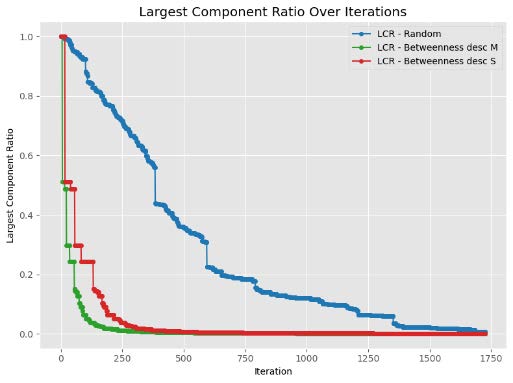 Largest Component Ratio Over Iterations
LCR - Random
LCR - Betweenness desc M
LCR - Betweenness desc S
Largest Component Ratio
1.0
0.8
0.6
0.4
0.2
0.0
0 250 500 750 1000 1250 1500 1750
Iteration